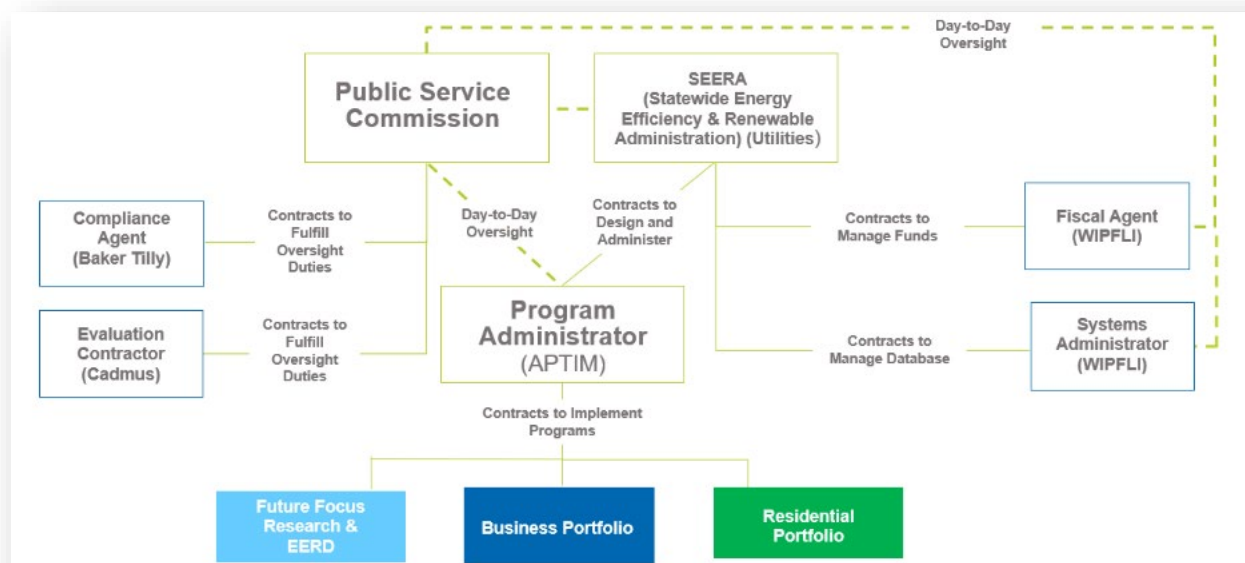 Day-to-Day
Oversight
Public Service
Commission
SEERA
(Statewide Energy
Efficiency & Renewable
Administration) (Utilities)
Compliance
Agent
(Baker Tilly)
Contracts to
Fulfill
Oversight
Duties
Day-to-Day
Oversight
Contracts to
Design and
Administer
Contracts to
Manage Funds
Fiscal Agent
(WIPFLI)
Evaluation
Contractor
(Cadmus)
Contracts to
Fulfill
Oversight
Duties
Program
Administrator
(APTIM)
Contracts to
Manage Database
Systems
Administrator
(WIPFLI)
Contracts to Implement
Programs
Future Focus
Research &
EERD
Business Portfolio
Residential
Portfolio